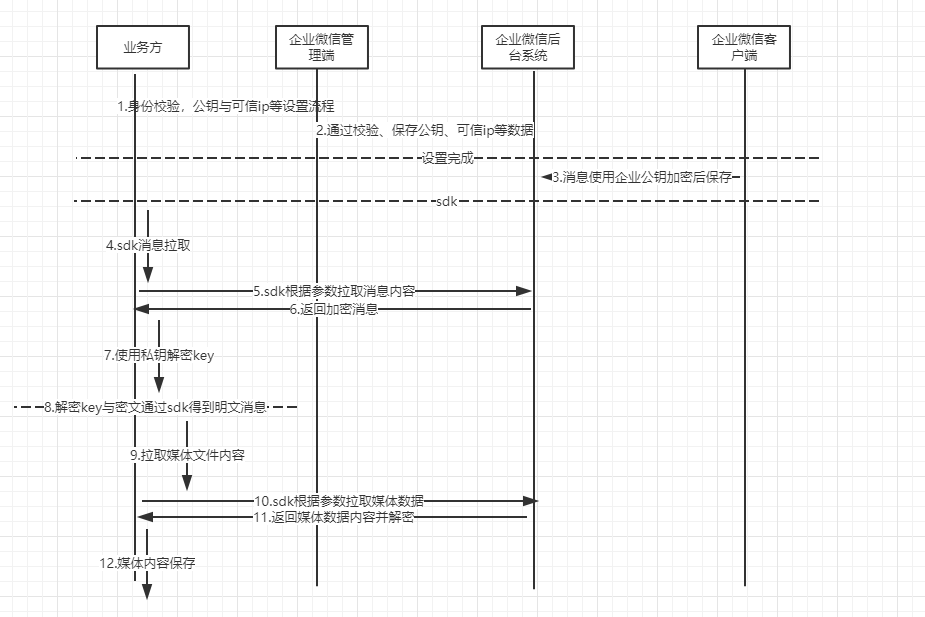 业务方
企业微信管
理端
企业微信后
台系统
企业微信客
户端
1.身份校验，公钥与可信ip等设置流程
2.通过校验、保存公钥、可信ip等数据
设置完成
3.消息使用企业公钥加密后保存
sdk
4.sdk消息拉取
5.sdk根据参数拉取消息内容
6.返回加密消息
7.使用私钥解密key
8.解密key与密文通过sdk得到明文消息
9.拉取媒体文件内容
10.sdk根据参数拉取媒体数据
11.返回媒体数据内容并解密
12.媒体内容保存